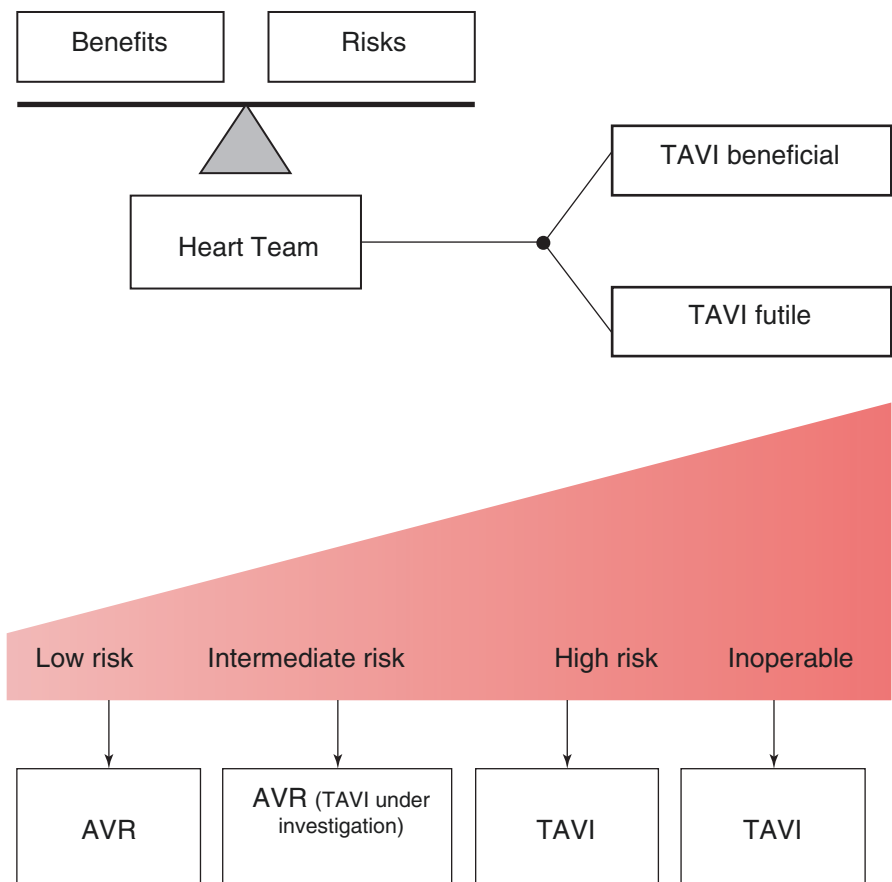 Benefits
Risks
TAVI beneficial
Heart Team
TAVI futile
Low risk
Intermediate risk
High risk
Inoperable
AVR
AVR (TAVI under
investigation)
TAVI
TAVI